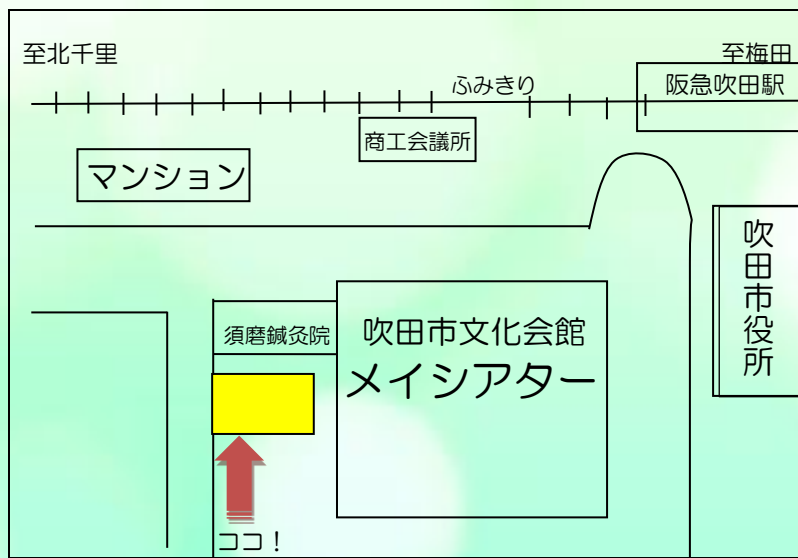 至北千里
至梅田
ふみきり
阪急吹田駅
商工会議所
マンション
吹田市役所
須磨鍼灸院
吹田市文化会館
メイシアター
ココ！